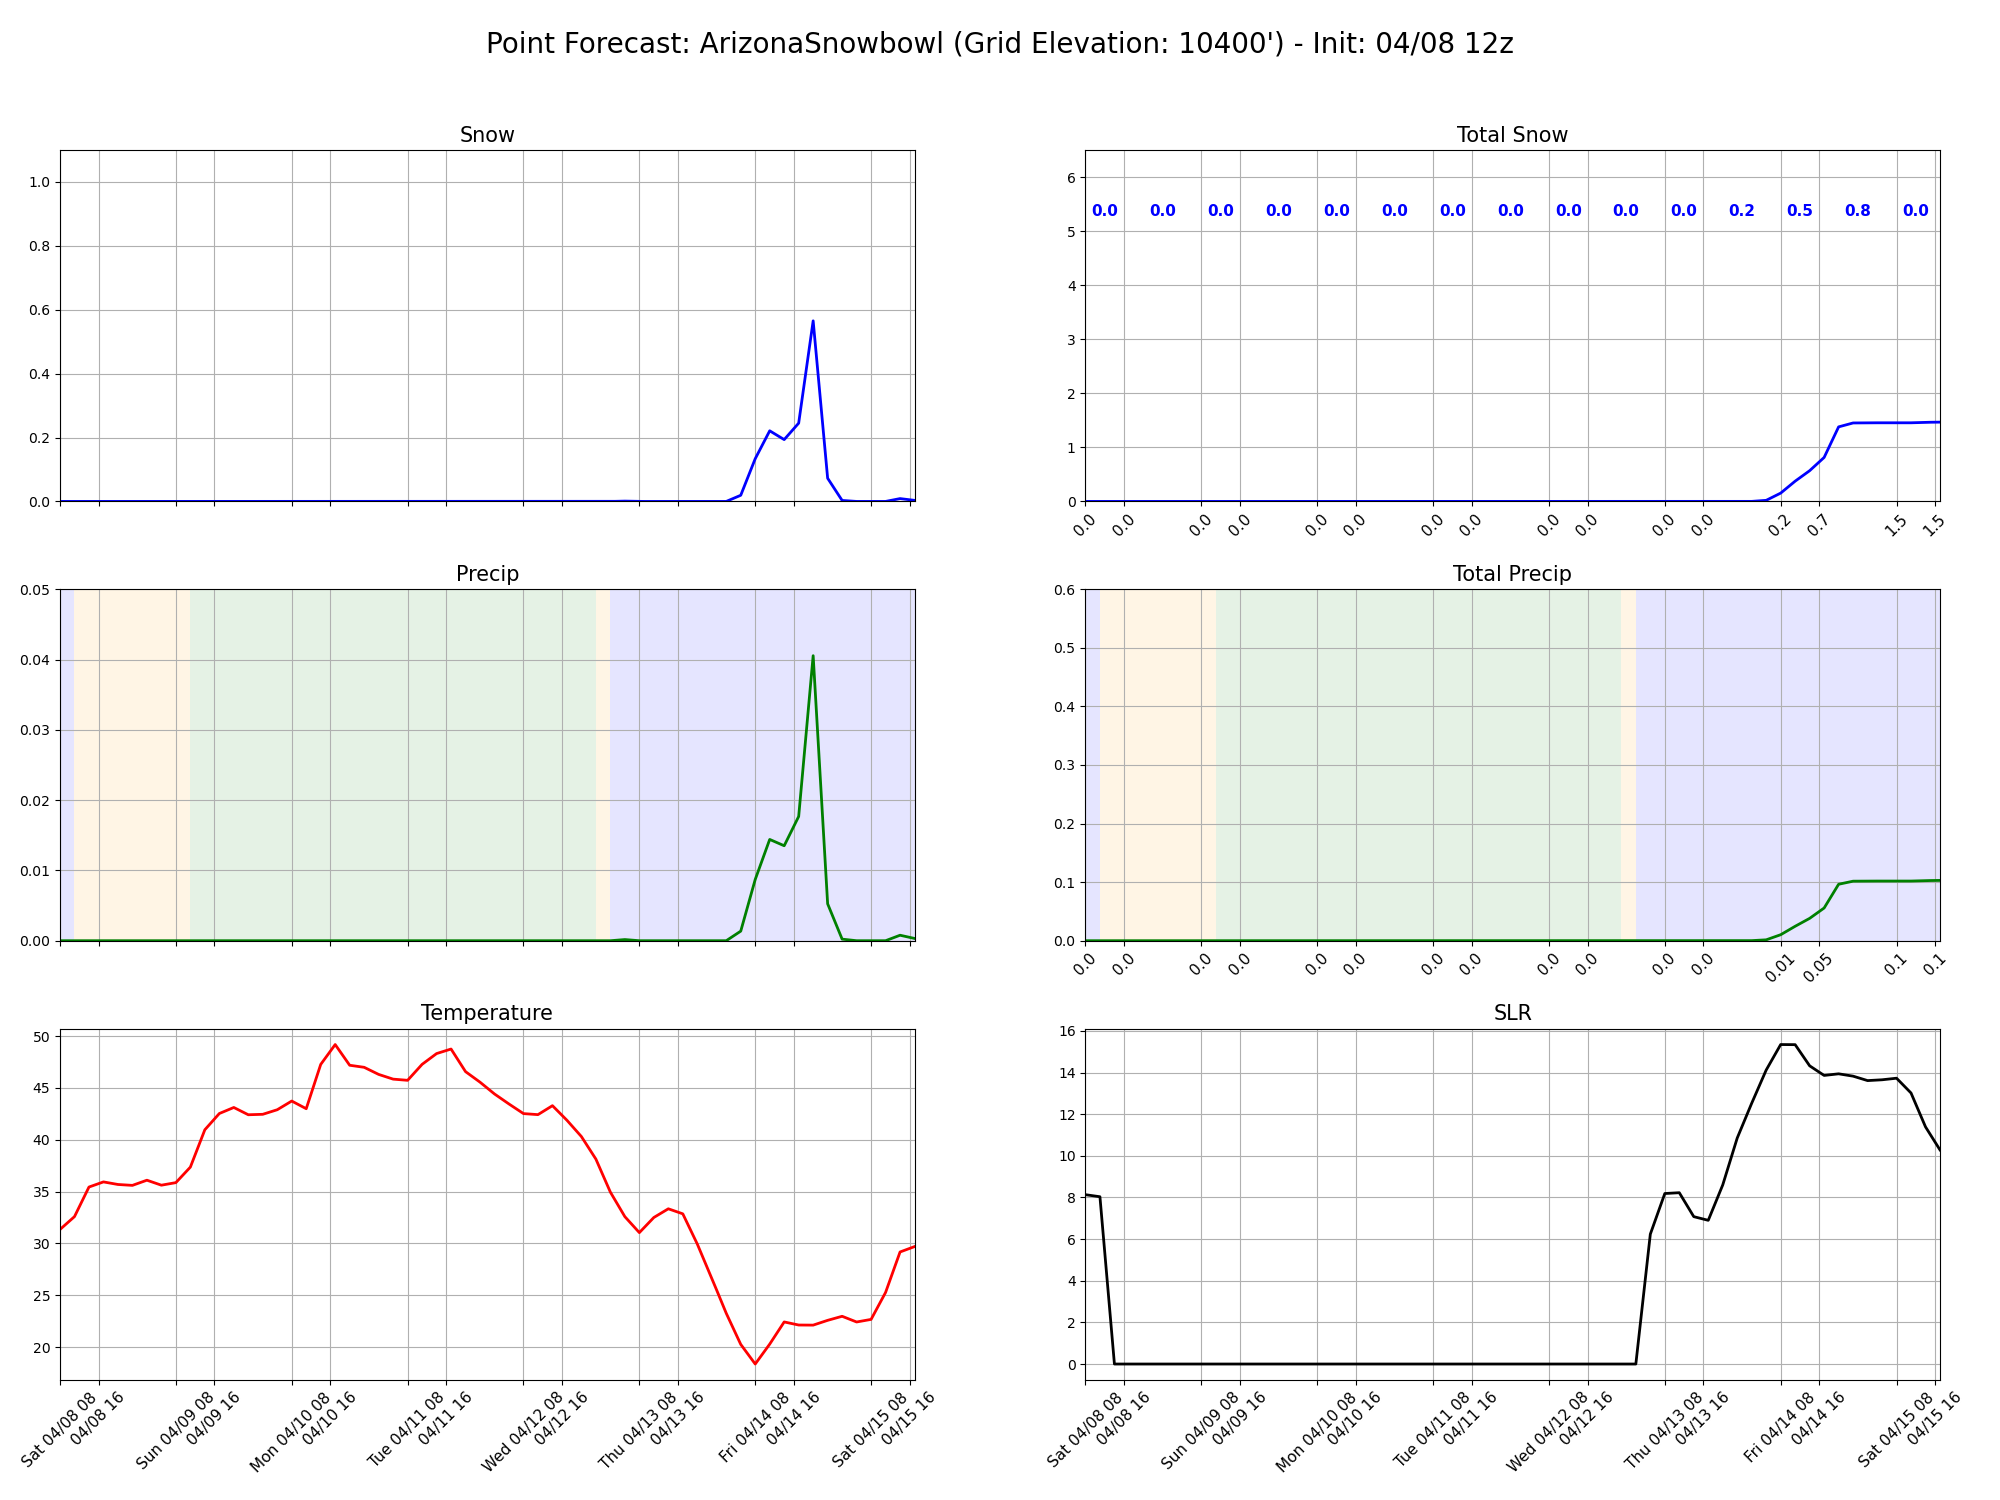 Point Forecast: ArizonaSnowbowl (Grid Elevation: 10400') - Init: 04/08 12z
Snow
1.0
0.8
0.6
0.4
0.2
0.0
Total Snow
6
5
4
3
2
1
0
0.0 0.0 0.0 0.0 0.0 0.0 0.0 0.0 0.0 0.0 0.0 0.2 0.5 0.8 0.0
0.0 0.0 0.0 0.0 0.0 0.0 0.0 0.0 0.0 0.0 0.0 0.0 0.2 0.7 1.5 1.5
Precip
0.05
0.04
0.03
0.02
0.01
0.00
Total Precip
0.6
0.5
0.4
0.3
0.2
0.1
0.0
0.0 0.0 0.0 0.0 0.0 0.0 0.0 0.0 0.0 0.0 0.0 0.0 0.01 0.05 0.1 0.1
Temperature
50
45
40
35
30
25
20
Sat 04/08 08
04/08 16
Sun 04/09 08
04/09 16
Mon 04/10 08
04/10 16
Tue 04/11 08
04/11 16
Wed 04/12 08
04/12 16
Thu 04/13 08
04/13 16
Fri 04/14 08
04/14 16
Sat 04/15 08
04/15 16
SLR
16
14
12
10
8
6
4
2
0
Sat 04/08 08
04/08 16
Sun 04/09 08
04/09 16
Mon 04/10 08
04/10 16
Tue 04/11 08
04/11 16
Wed 04/12 08
04/12 16
Thu 04/13 08
04/13 16
Fri 04/14 08
04/14 16
Sat 04/15 08
04/15 16